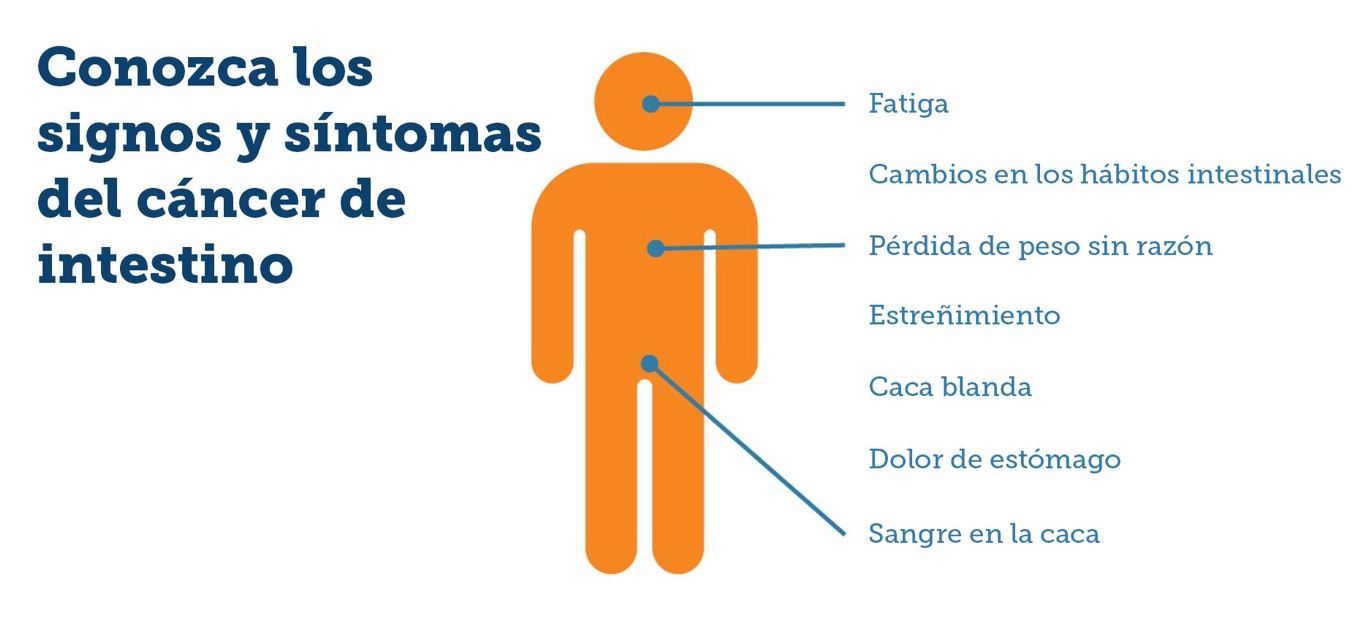 Conozca los
signos y síntomas
del cáncer de
intestino
Fatiga
Cambios en los hábitos intestinales
Pérdida de peso sin razón
Estreñimiento
Caca blanda
Dolor de estómago
Sangre en la caca